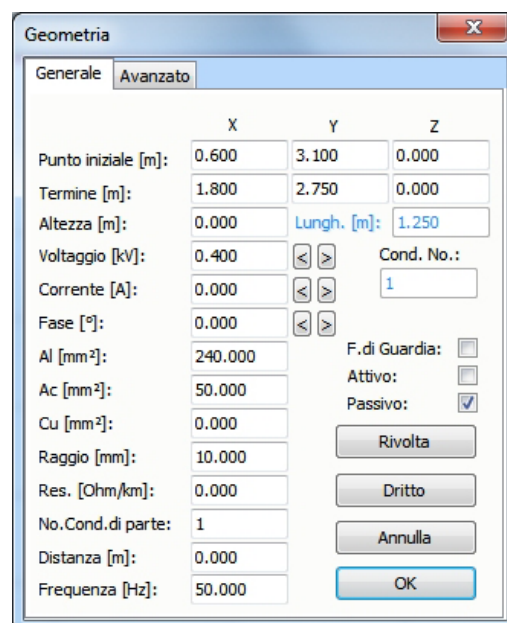 Geometria
Generale Avanzato
X Y Z
Punto iniziale [m]: 0.600 3.100 0.000
Termine [m]: 1.800 2.750 0.000
Altezza [m]: 0.000 Lungh. [m]: 1.250
Voltaggio [kV]: 0.400 < > Cond. No.:
Corrente [A]: 0.000 < > 1
Fase [°]: 0.000 < >
Al [mm²]: 240.000 F.di Guardia:
Ac [mm²]: 50.000 Attivo:
Cu [mm²]: 0.000 Passivo:
Raggio [mm]: 10.000 Rivolta
Res. [Ohm/km]: 0.000 Dritto
No.Cond.di parte: 1 Annulla
Distanza [m]: 0.000
Frequenza [Hz]: 50.000 OK